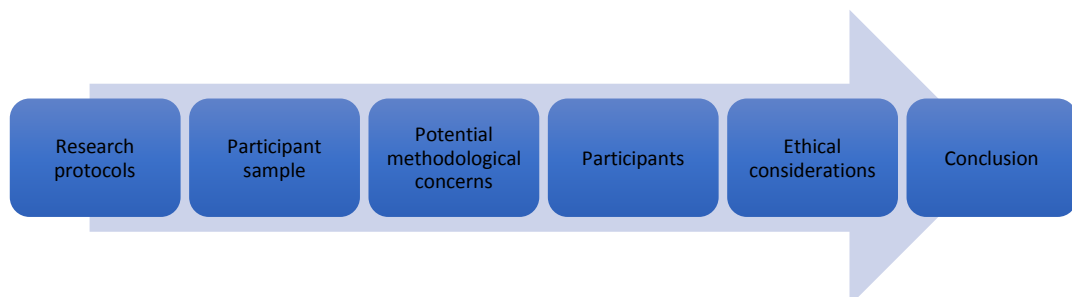 Research
protocols
Participant
sample
Potential
methodological
concerns
Participants
Ethical
considerations
Conclusion